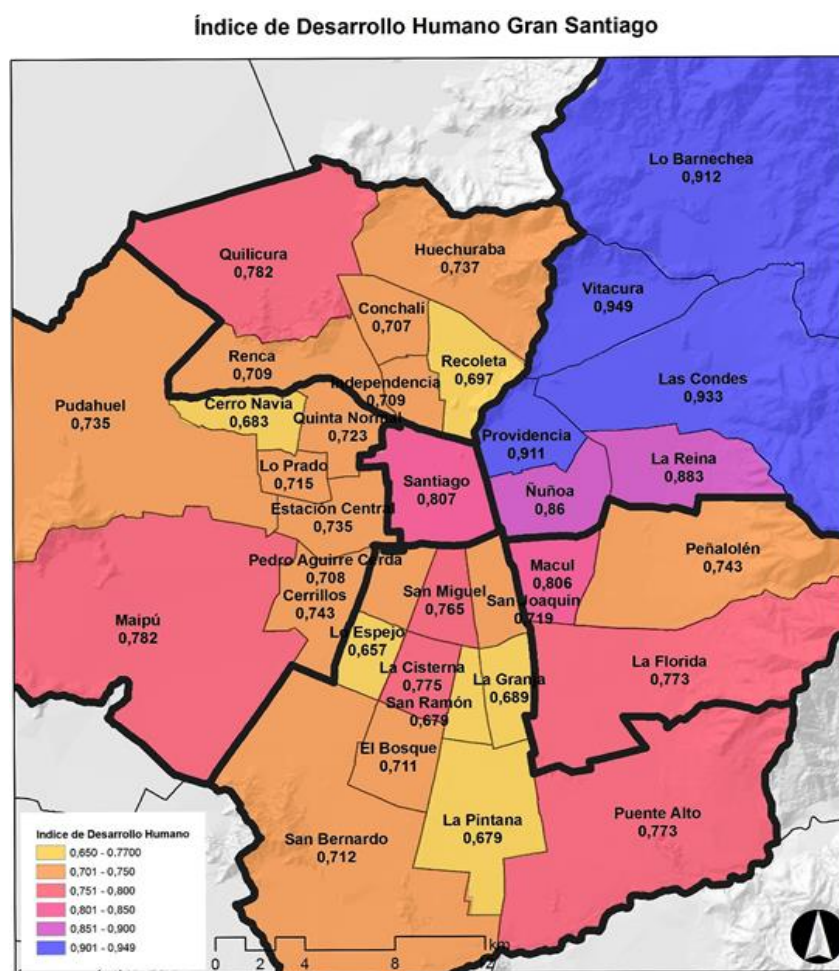 Índice de Desarrollo Humano Gran Santiago
Lo Barnechea
0,912
Quilicura
0,782
Huechuraba
0,737
Vitacura
0,949
Conchalí
0,707
Renca
0,709
Recoleta
0,697
Las Condes
0,933
Independencia
0,709
Pudahuel
0,735
Cerro Navia
0,683
Quinta Normal
0,723
Providencia
0,911
La Reina
0,883
Lo Prado
0,715
Santiago
0,807
Ñuñoa
0,86
Estación Central
0,735
Peñalolén
0,743
Pedro Aguirre Cerda
0,708
Macul
0,806
Cerrillos
0,743
San Miguel
0,765
San Joaquin
0,719
Maipú
0,782
Lo Espejo
0,657
La Cisterna
0,775
La Granja
0,689
La Florida
0,773
San Ramón
0,679
El Bosque
0,711
La Pintana
0,679
Puente Alto
0,773
San Bernardo
0,712
Indice de Desarrollo Humano
0,650 - 0,7700
0,701 - 0,750
0,751 - 0,800
0,801 - 0,850
0,851 - 0,900
0,901 - 0,949
km
0 2 4 8 12